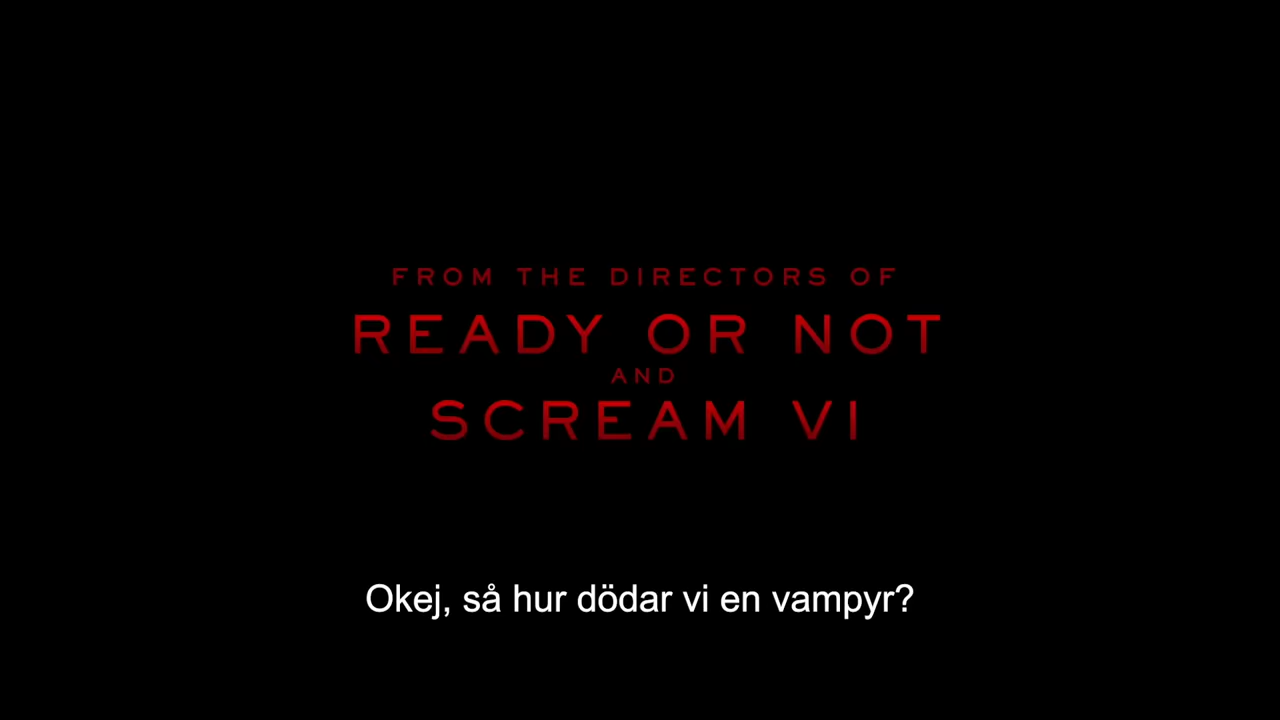 FROM THE DIRECTORS OF
READY OR NOT
AND
SCREAM VI
Okej, så hur dödar vi en vampyr?